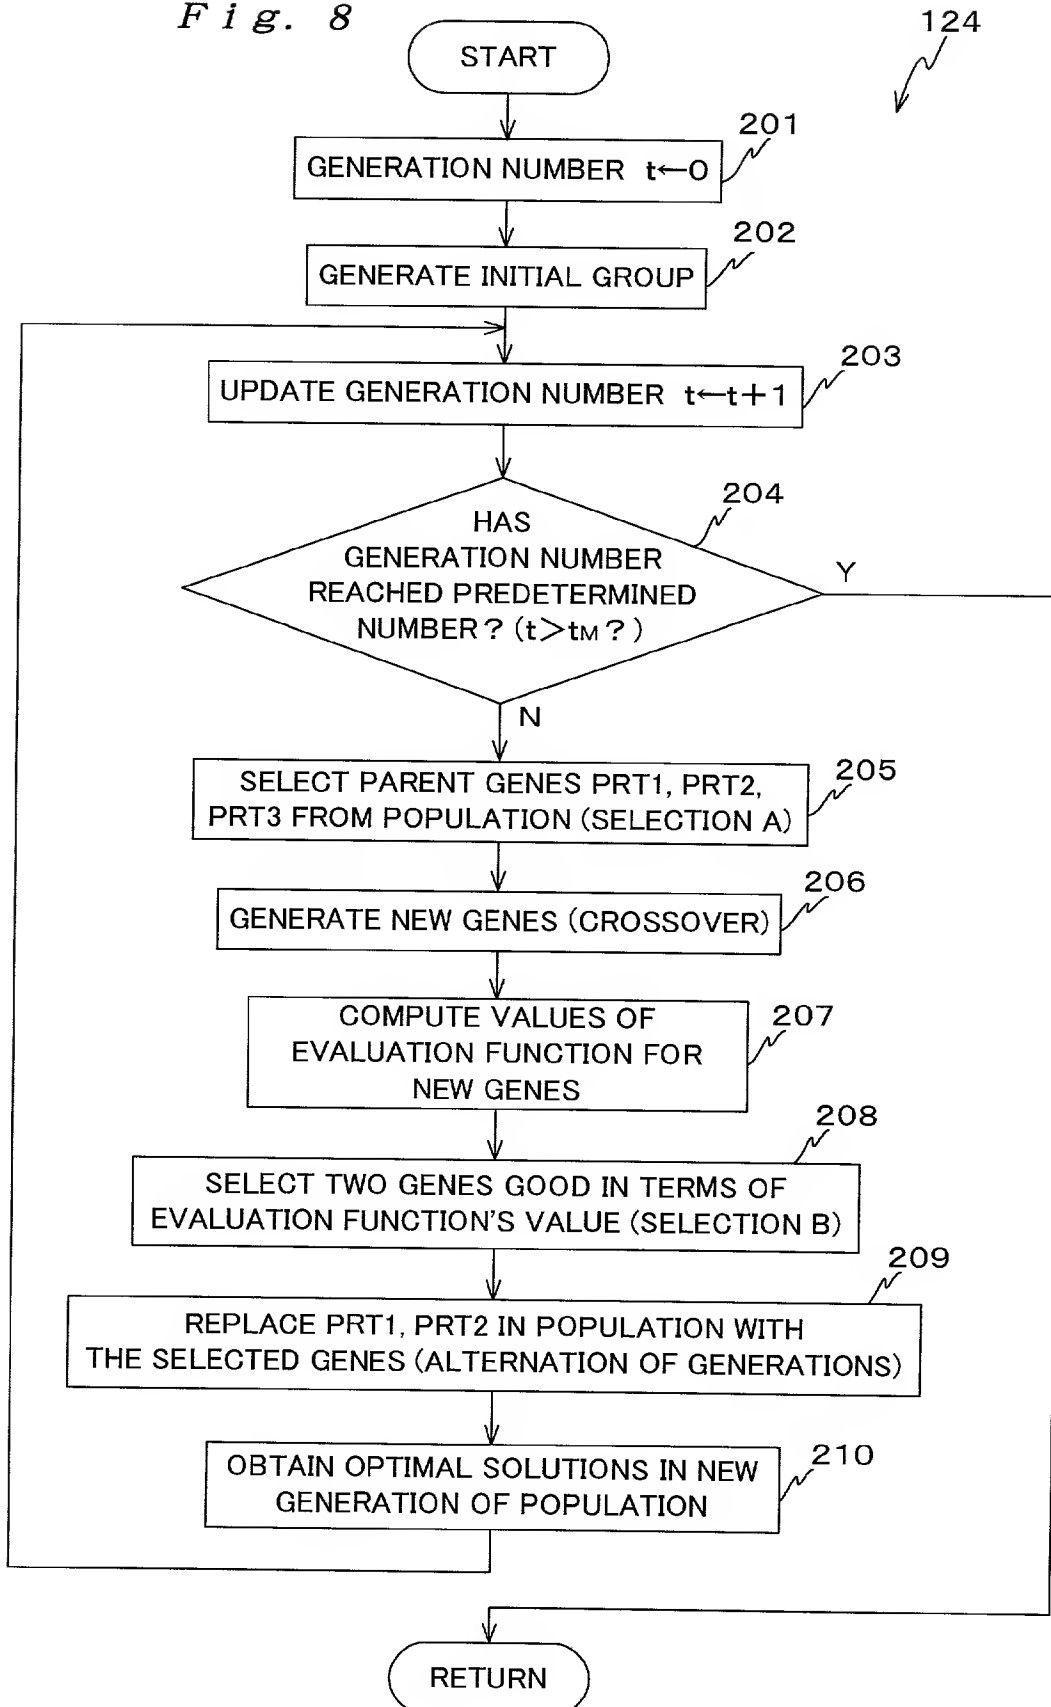 Fig. 8
124
START
201
GENERATION NUMBER t←0
202
GENERATE INITIAL GROUP
203
UPDATE GENERATION NUMBER t←t+1
204
HAS
GENERATION NUMBER
REACHED PREDETERMINED
NUMBER? (t>tM?)
Y
N
205
SELECT PARENT GENES PRT1, PRT2,
PRT3 FROM POPULATION (SELECTION A)
206
GENERATE NEW GENES (CROSSOVER)
207
COMPUTE VALUES OF
EVALUATION FUNCTION FOR
NEW GENES
208
SELECT TWO GENES GOOD IN TERMS OF
EVALUATION FUNCTION'S VALUE (SELECTION B)
209
REPLACE PRT1, PRT2 IN POPULATION WITH
THE SELECTED GENES (ALTERNATION OF GENERATIONS)
210
OBTAIN OPTIMAL SOLUTIONS IN NEW
GENERATION OF POPULATION
RETURN